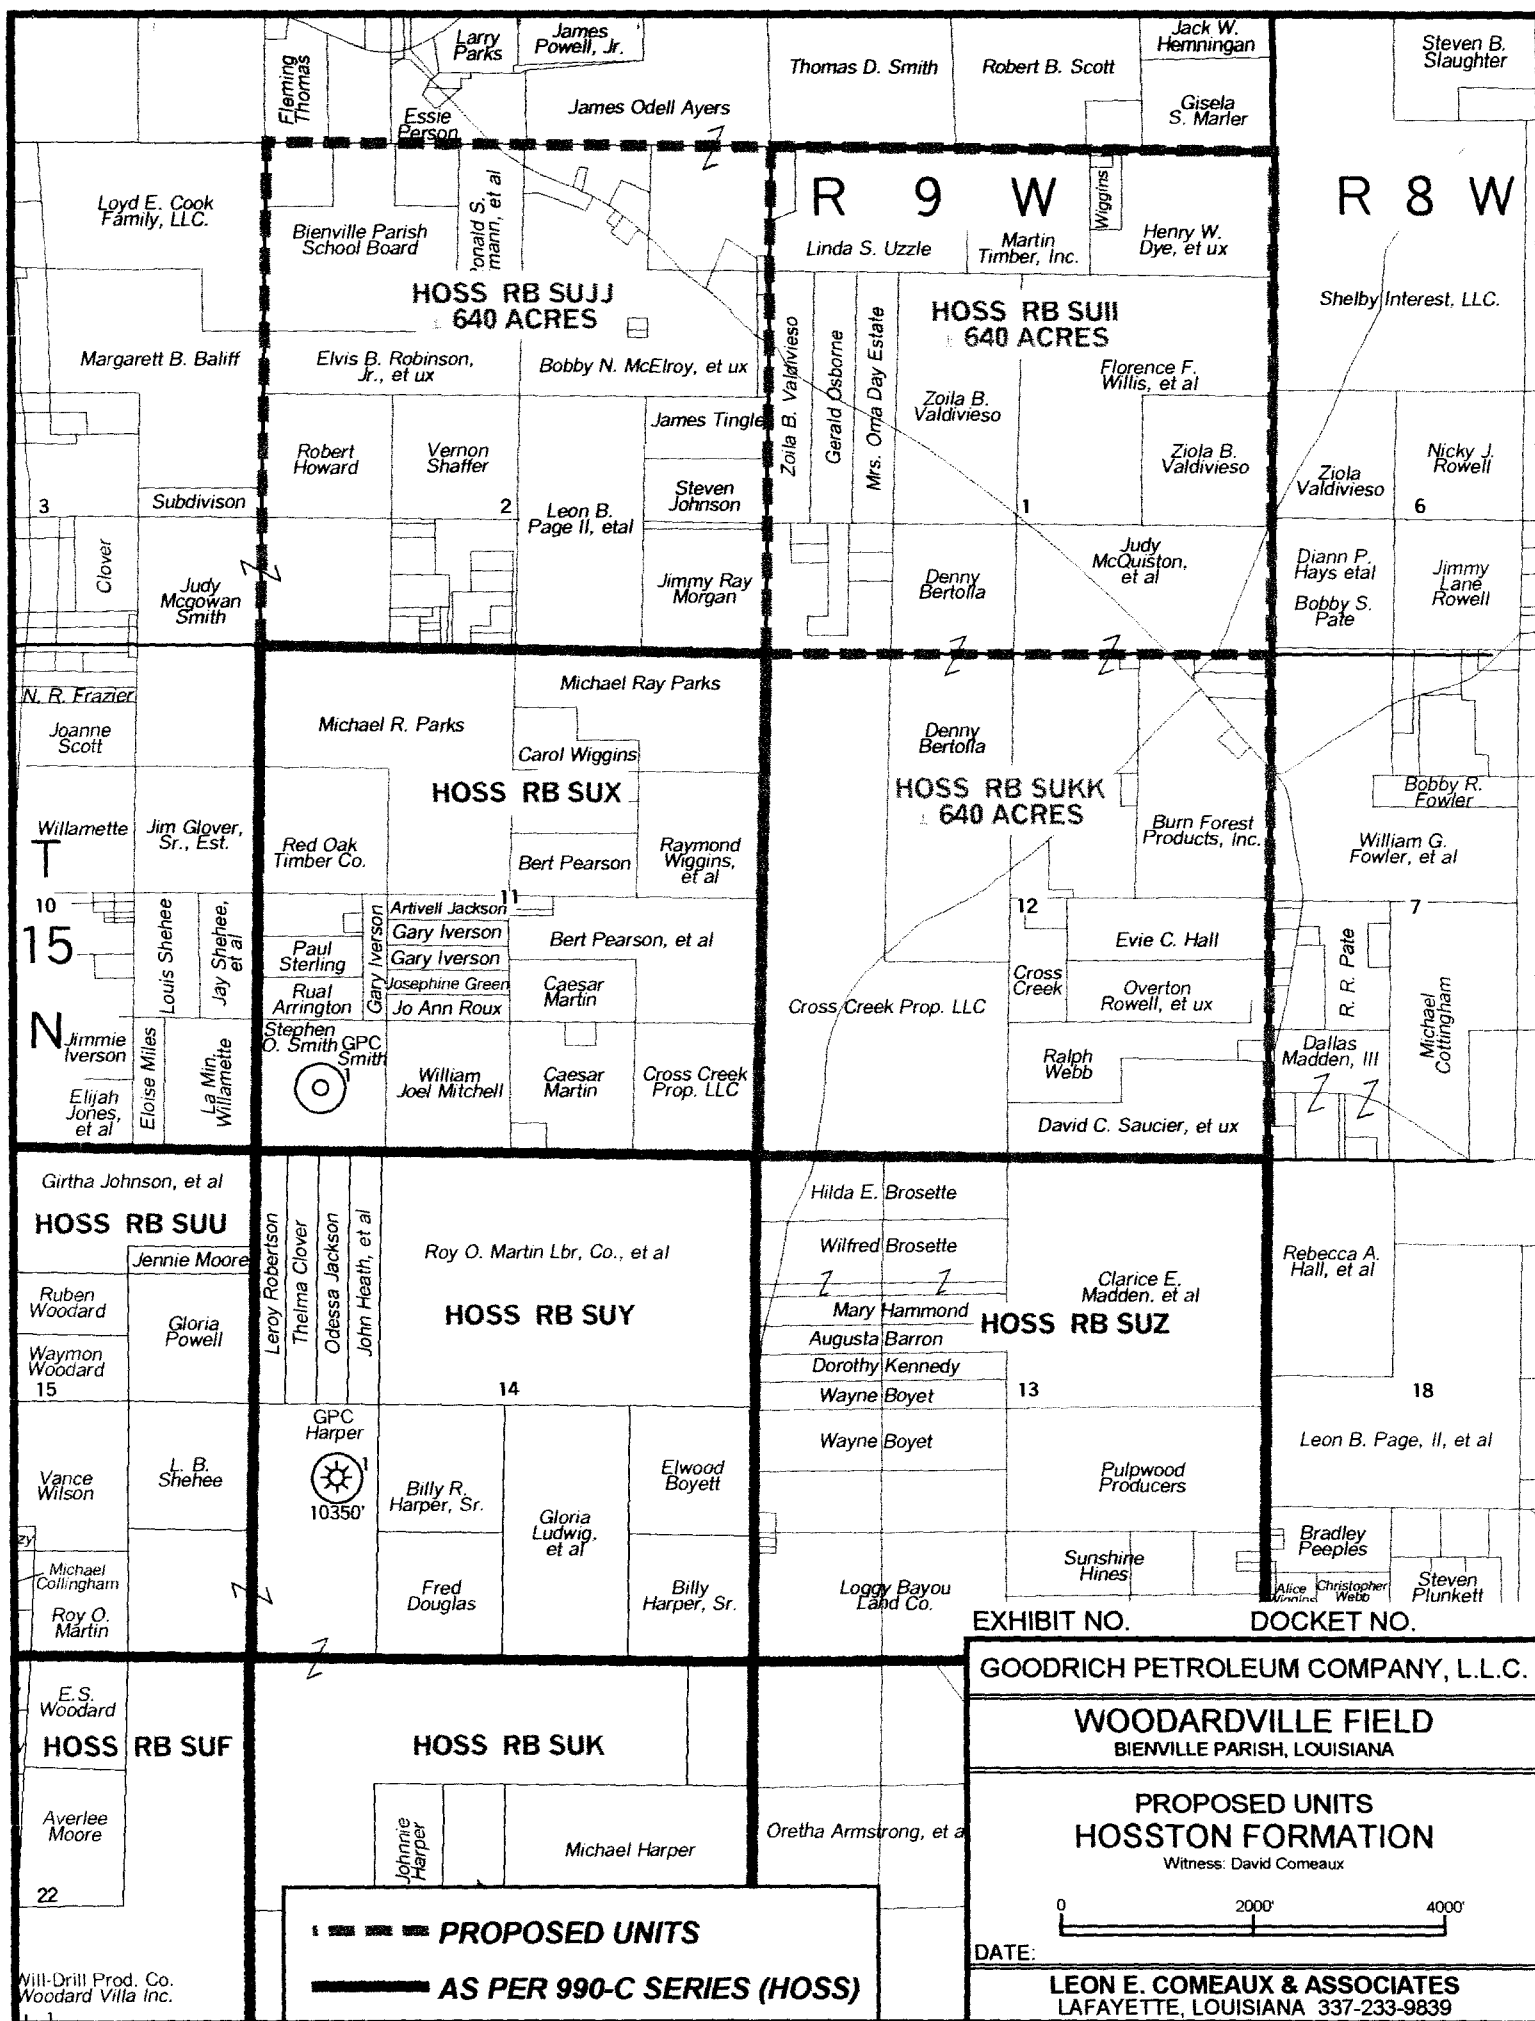 Larry
Parks
James
Powell, Jr.
Jack W.
Hemningan
Steven B.
Slaughter
Fleming
Thomas
Thomas D. Smith
Robert B. Scott
Essie
Person
James Odell Ayers
Gisela
S. Marler
Loyd E. Cook
Family, LLC.
Bienville Parish
School Board
R 9 W
Wiggins
R 8 W
Linda S. Uzzle
Martin
Timber, Inc.
Henry W.
Dye, et ux
HOSS RB SUJJ
640 ACRES
HOSS RB SUII
640 ACRES
Shelby Interest, LLC.
Margarett B. Baliff
Elvis B. Robinson,
Jr., et ux
Bobby N. McElroy, et ux
Zoila B. Valdivieso
Gerald Osborne
Mrs. Oma Day Estate
Zoila B.
Valdivieso
Florence F.
Willis, et al
Robert
Howard
Vernon
Shaffer
James Tingle
Ziola B.
Valdivieso
Ziola
Valdivieso
Nicky J.
Rowell
3
Subdivison
2
Leon B.
Page II, etal
Steven
Johnson
1
6
Clover
Judy
Mcgowan
Smith
Jimmy Ray
Morgan
Denny
Bertolla
Judy
McQuiston,
et al
Diann P.
Hays etal
Bobby S.
Pate
Jimmy
Lane
Rowell
N. R. Frazier
Joanne
Scott
Michael R. Parks
Michael Ray Parks
Carol Wiggins
Denny
Bertolla
HOSS RB SUX
HOSS RB SUKK
640 ACRES
Bobby R.
Fowler
Willamette
Jim Glover,
Sr., Est.
Red Oak
Timber Co.
Bert Pearson
Raymond
Wiggins,
et al
Burn Forest
Products, Inc.
William G.
Fowler, et al
T
10
15
N
Louis Shehee
Jay Shehee,
et al
Gary Iverson
Artivell Jackson
11
Gary Iverson
Gary Iverson
Josephine Green
Jo Ann Roux
Paul
Sterling
Rual
Arrington
Bert Pearson, et al
Caesar
Martin
12
7
Evie C. Hall
Cross
Creek
Overton
Rowell, et ux
Cross Creek Prop. LLC
R. R. Pate
Michael
Cottingham
Jimmie
Iverson
Elijah
Jones,
et al
Eloise Miles
La Min.
Willamette
Stephen
O. Smith
GPC
Smith
1
William
Joel Mitchell
Caesar
Martin
Cross Creek
Prop. LLC
Ralph
Webb
Dallas
Madden, III
David C. Saucier, et ux
Girtha Johnson, et al
HOSS RB SUU
Jennie Moore
Ruben
Woodard
Gloria
Powell
Waymon
Woodard
15
Leroy Robertson
Thelma Clover
Odessa Jackson
John Heath, et al
Roy O. Martin Lbr, Co., et al
HOSS RB SUY
14
Hilda E. Brosette
Wilfred Brosette
Mary Hammond
Augusta Barron
Dorothy Kennedy
Wayne Boyet
Wayne Boyet
Clarice E.
Madden. et al
HOSS RB SUZ
13
Rebecca A.
Hall, et al
18
Leon B. Page, II, et al
Vance
Wilson
L. B.
Shehee
GPC
Harper
1
10350'
Billy R.
Harper, Sr.
Gloria
Ludwig,
et al
Elwood
Boyett
Pulpwood
Producers
Michael
Collingham
Roy O.
Martin
Fred
Douglas
Billy
Harper, Sr.
Loggy Bayou
Land Co.
Sunshine
Hines
Bradley
Peeples
Alice
Wiggins
Christopher
Webb
Steven
Plunkett
E.S.
Woodard
HOSS RB SUF
HOSS RB SUK
Averlee
Moore
22
Johnnie
Harper
Michael Harper
Oretha Armstrong, et a
Will-Drill Prod. Co.
Woodard Villa Inc.
1
PROPOSED UNITS
AS PER 990-C SERIES (HOSS)
EXHIBIT NO. DOCKET NO.
GOODRICH PETROLEUM COMPANY, L.L.C.
WOODARDVILLE FIELD
BIENVILLE PARISH, LOUISIANA
PROPOSED UNITS
HOSSTON FORMATION
Witness: David Comeaux
0 2000' 4000'
DATE:
LEON E. COMEAUX & ASSOCIATES
LAFAYETTE, LOUISIANA 337-233-9839